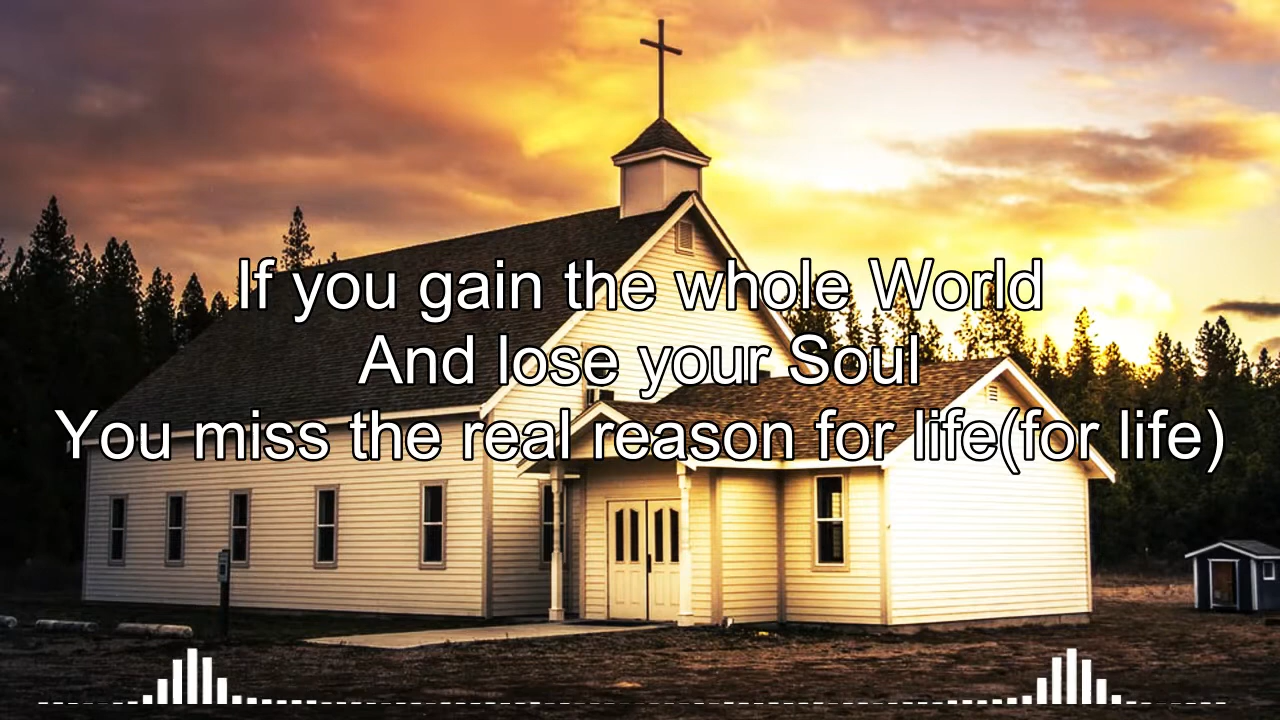 If you gain the whole World
And lose your Soul
You miss the real reason for life(for life)